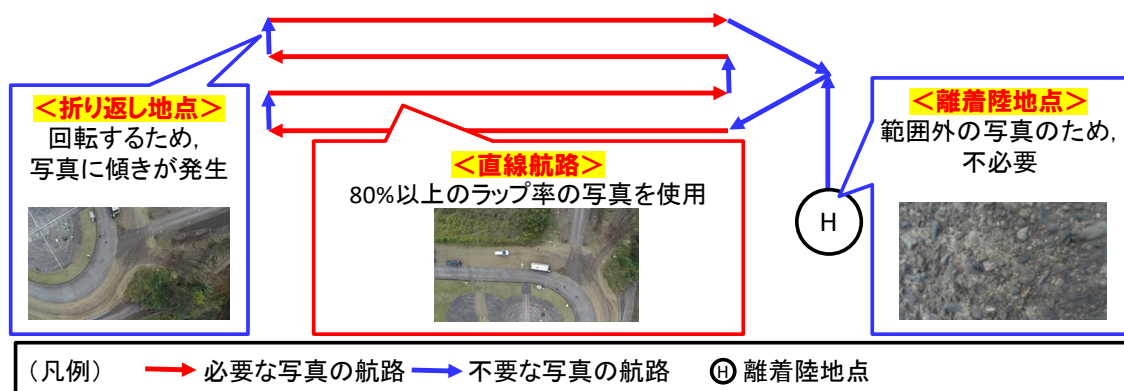 <折り返し地点>
回転するため，
写真に傾きが発生
<直線航路>
80%以上のラップ率の写真を使用
<離着陸地点>
範囲外の写真のため，
不必要
H
（凡例） 必要な写真の航路 不要な写真の航路 H 離着陸地点